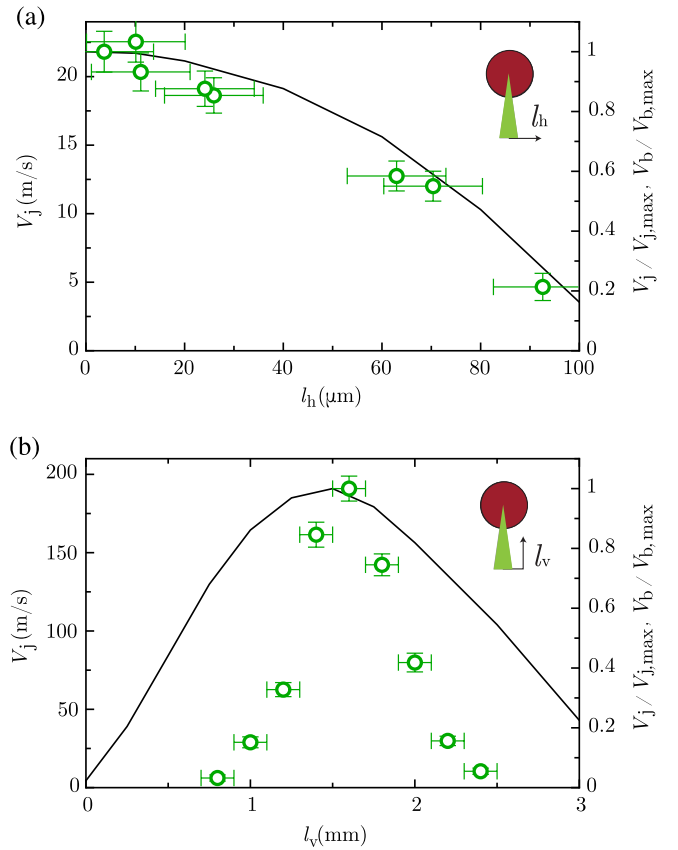 (a)
20
15
10
5
0
V_j (m/s)
1
0.8
0.6
0.4
0.2
0
V_j / V_j,max, V_b / V_b,max
l_h
0 20 40 60 80 100
l_h (μm)
(b)
200
150
100
50
0
V_j (m/s)
1
0.8
0.6
0.4
0.2
0
V_j / V_j,max, V_b / V_b,max
l_v
0 1 2 3
l_v (mm)